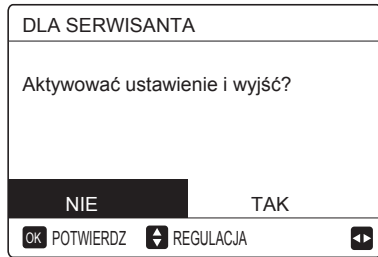 DLA SERWISANTA
Aktywować ustawienie i wyjść?
NIE TAK
OK POTWIERDZ REGULACJA